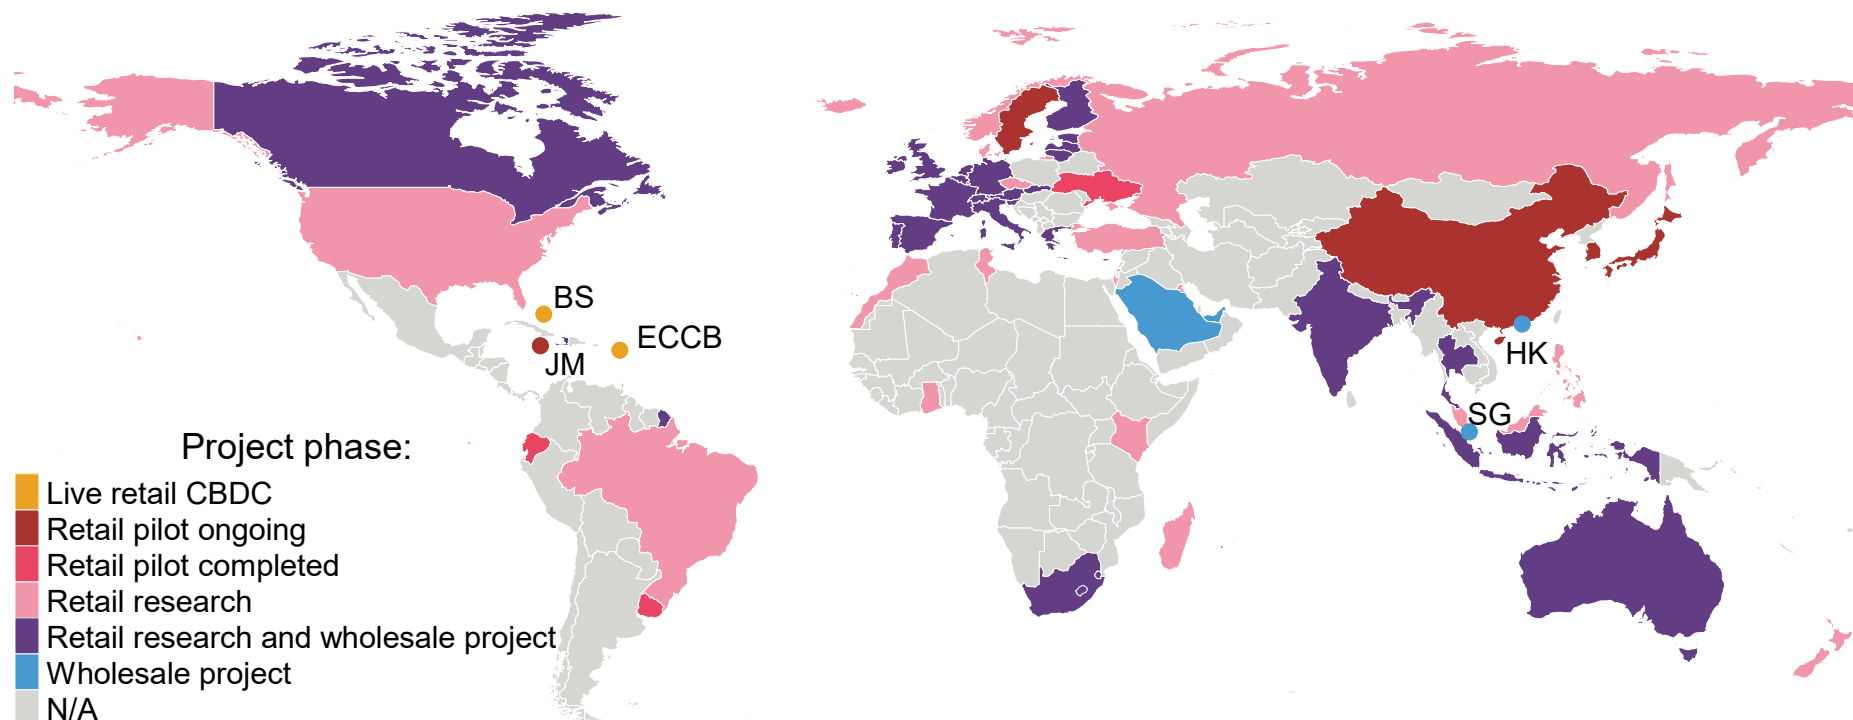 BS
ECCB
JM
HK
SG
Project phase:
Live retail CBDC
Retail pilot ongoing
Retail pilot completed
Retail research
Retail research and wholesale project
Wholesale project
N/A